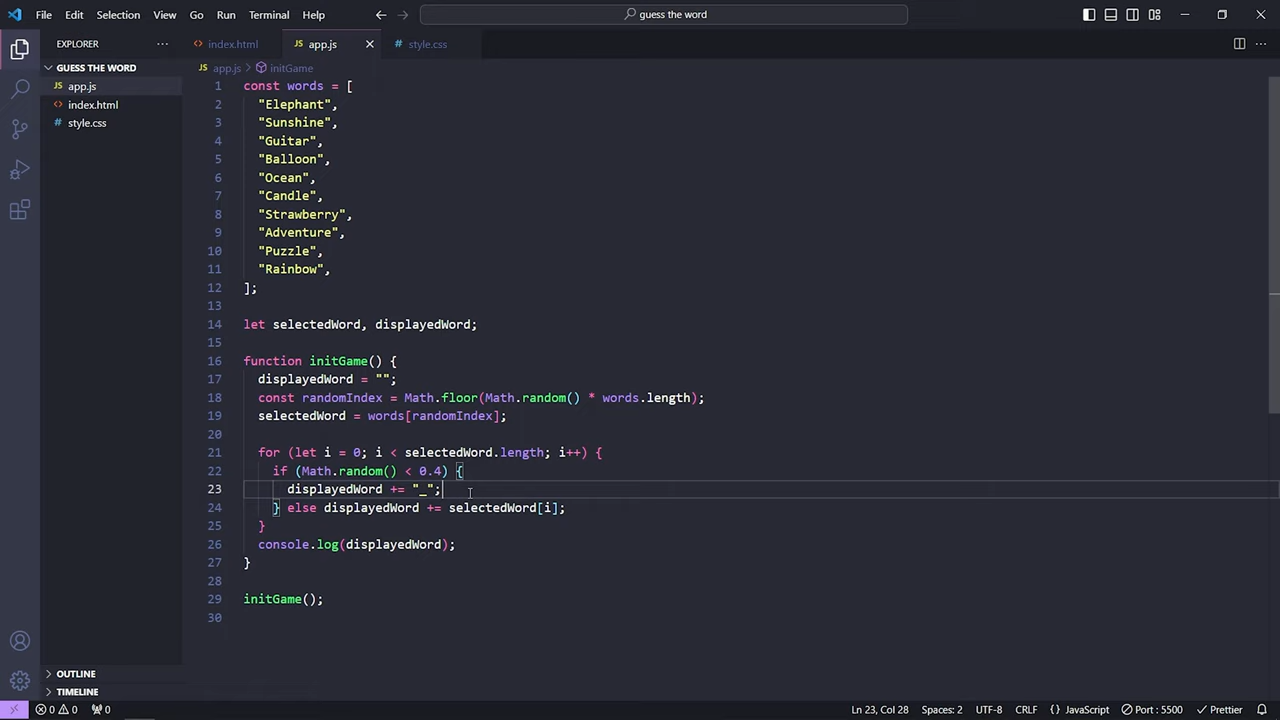 File Edit Selection View Go Run Terminal Help
guess the word
EXPLORER
index.html
app.js
style.css
GUESS THE WORD
app.js > initGame
JS app.js
index.html
# style.css
1 const words = [
2 "Elephant",
3 "Sunshine",
4 "Guitar",
5 "Balloon",
6 "Ocean",
7 "Candle",
8 "Strawberry",
9 "Adventure",
10 "Puzzle",
11 "Rainbow",
12 ];
13
14 let selectedWord, displayedWord;
15
16 function initGame() {
17 displayedWord = "";
18 const randomIndex = Math.floor(Math.random() * words.length);
19 selectedWord = words[randomIndex];
20
21 for (let i = 0; i < selectedWord.length; i++) {
22 if (Math.random() < 0.4) {
23 displayedWord += "_";
24 } else displayedWord += selectedWord[i];
25 }
26 console.log(displayedWord);
27 }
28
29 initGame();
30
OUTLINE
TIMELINE
0 0 0 Ln 23, Col 28 Spaces: 2 UTF-8 CRLF {} JavaScript Port : 5500 Prettier